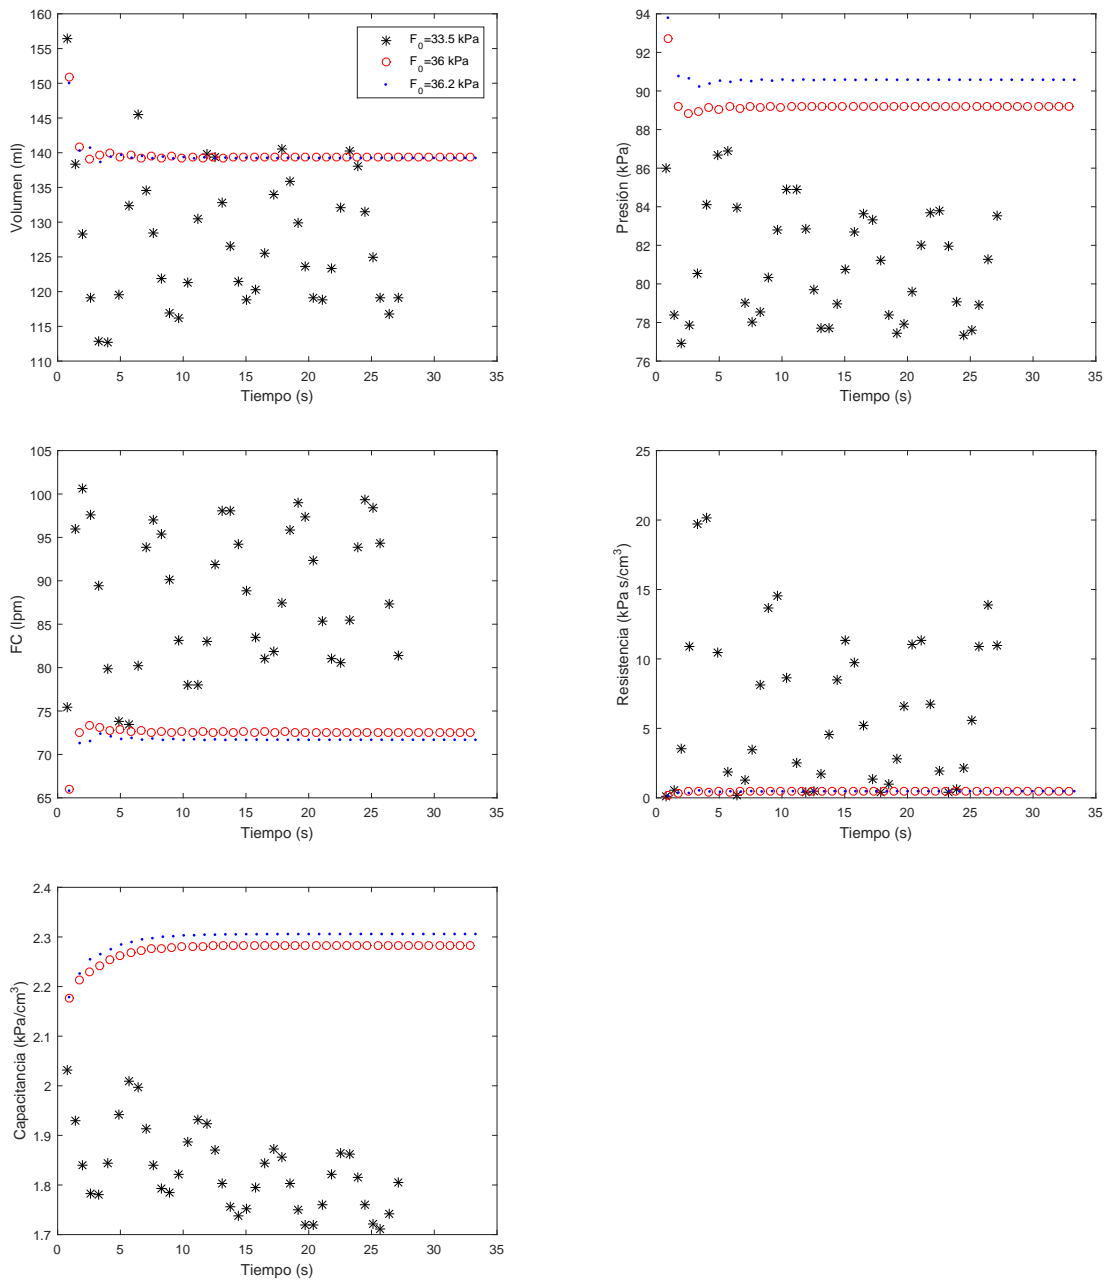 160
155
150
145
140
135
130
125
120
115
110
Volumen (ml)
0 5 10 15 20 25 30 35
Tiempo (s)
F_0=33.5 kPa
F_0=36 kPa
F_0=36.2 kPa
94
92
90
88
86
84
82
80
78
76
Presión (kPa)
0 5 10 15 20 25 30 35
Tiempo (s)
105
100
95
90
85
80
75
70
65
FC (lpm)
0 5 10 15 20 25 30 35
Tiempo (s)
25
20
15
10
5
0
Resistencia (kPa s/cm³)
0 5 10 15 20 25 30 35
Tiempo (s)
2.4
2.3
2.2
2.1
2
1.9
1.8
1.7
Capacitancia (kPa/cm³)
0 5 10 15 20 25 30 35
Tiempo (s)